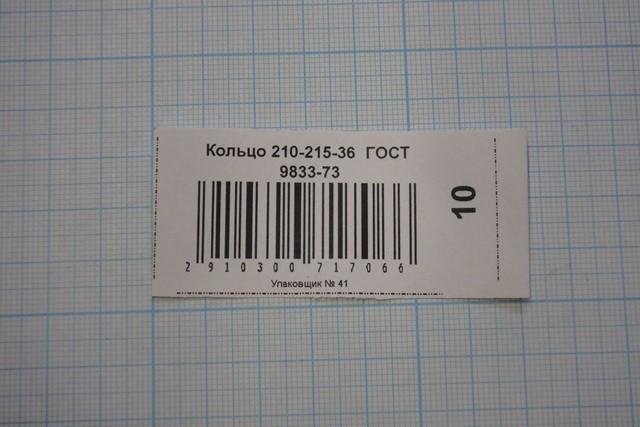 Кольцо 210-215-36 ГОСТ
9833-73
10
2 910300 717066
Упаковщик № 41